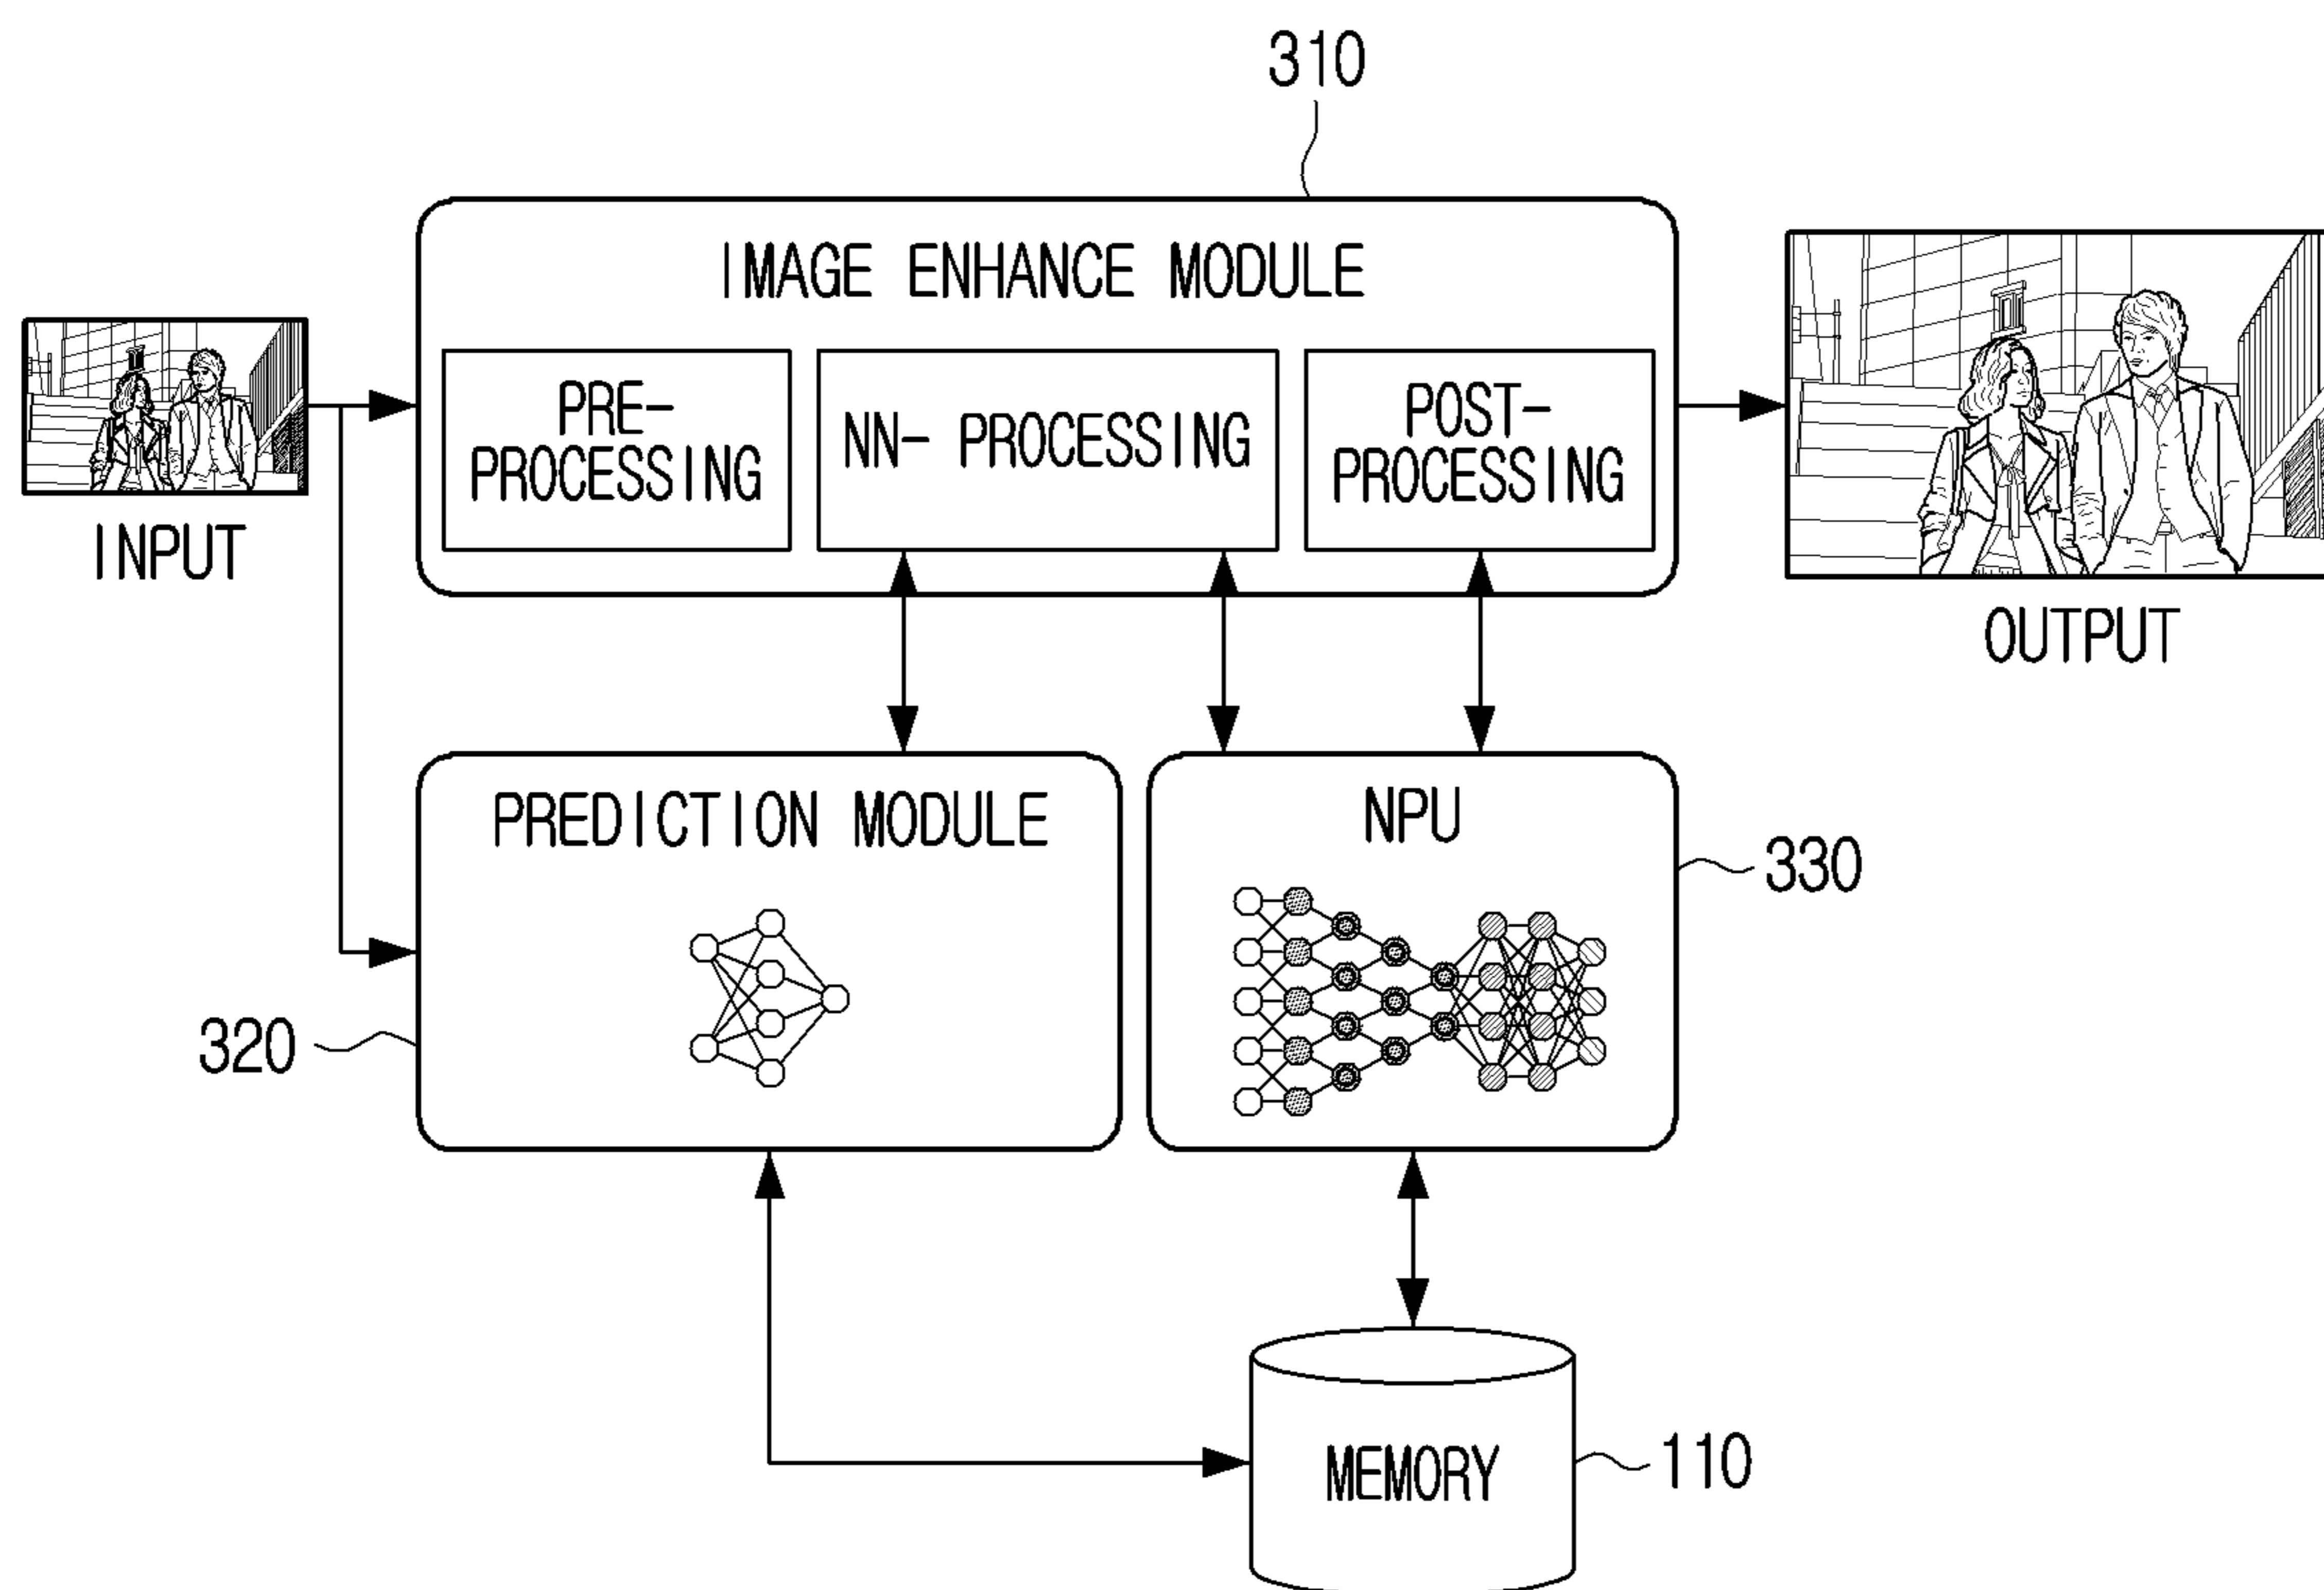 310
IMAGE ENHANCE MODULE
PRE-
PROCESSING
NN- PROCESSING
POST-
PROCESSING
INPUT
OUTPUT
PREDICTION MODULE
NPU
330
320
MEMORY
110